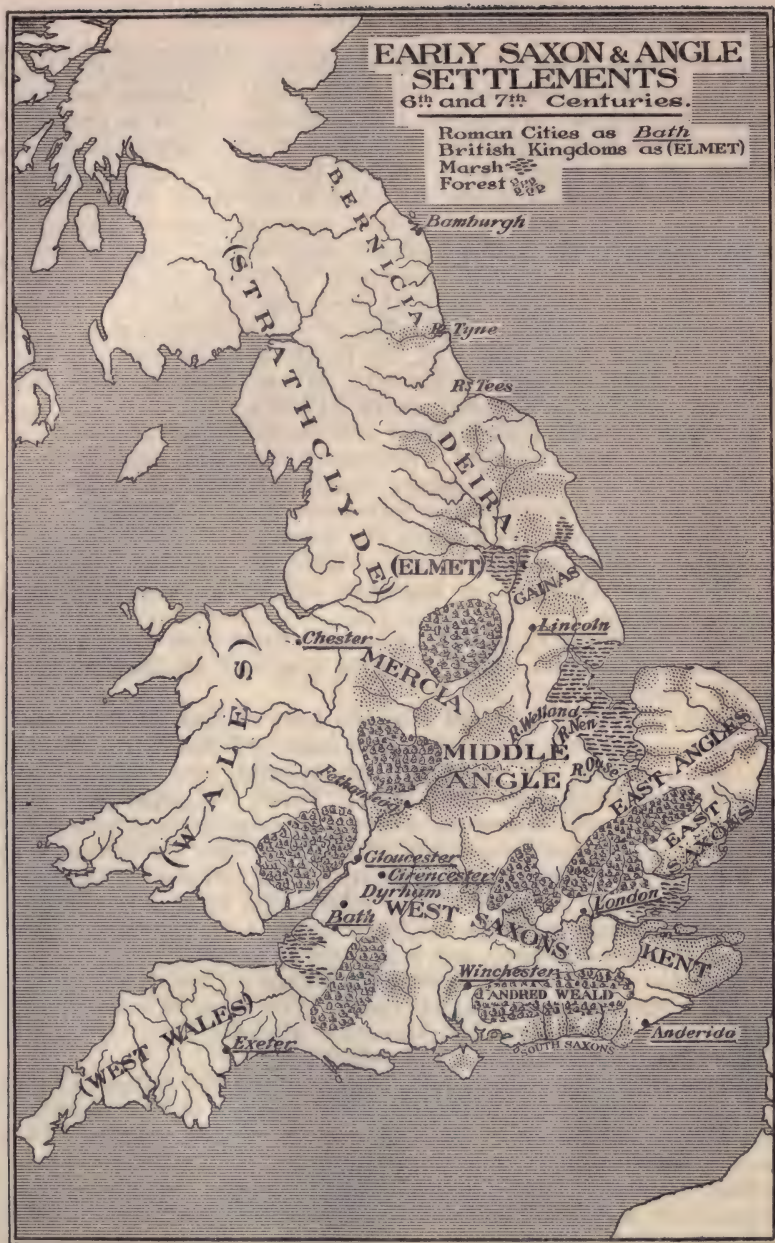 EARLY SAXON & ANGLE
SETTLEMENTS
6th and 7th Centuries.
Roman Cities as Bath
British Kingdoms as (ELMET)
Marsh
Forest
BERNICIA
Bamburgh
(STRATHCLYDE)
R. Tyne
R. Tees
DEIRA
(ELMET)
GAINAS
Lincoln
Chester
MERCIA
(WALES)
R. Welland
R. Nen
MIDDLE
ANGLE
R. Ouse
EAST ANGLES
EAST
SAXONS
Gloucester
Cirencester
Dyrham
Bath
WEST SAXONS
London
KENT
Winchester
ANDRED WEALD
Anderida
SOUTH SAXONS
(WEST WALES)
Exeter